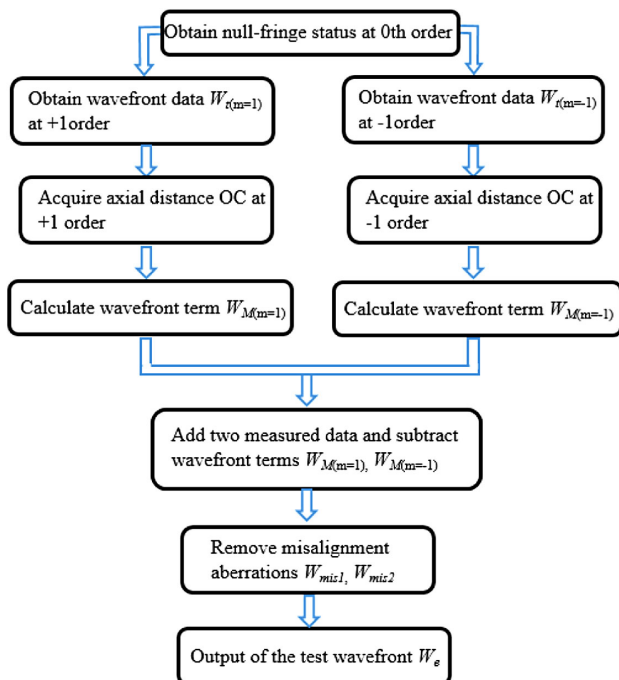 Obtain null-fringe status at 0th order
Obtain wavefront data W_t(m=1)
at +1order
Obtain wavefront data W_t(m=-1)
at -1order
Acquire axial distance OC at
+1 order
Acquire axial distance OC at
-1 order
Calculate wavefront term W_M(m=1)
Calculate wavefront term W_M(m=-1)
Add two measured data and subtract
wavefront terms W_M(m=1), W_M(m=-1)
Remove misalignment
aberrations W_mis1, W_mis2
Output of the test wavefront W_e